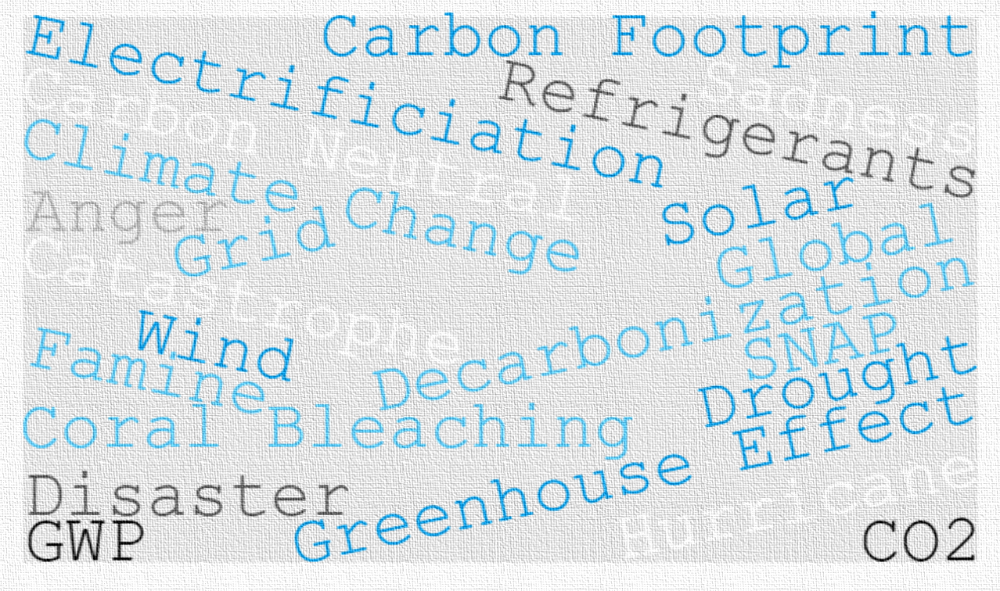 Carbon Footprint
Electrificiation
Refrigerants
Sadness
Carbon Neutral
Climate Change
Solar
Anger
Grid
Global
Catastrophe
Decarbonization
Wind
SNAP
Famine
Drought
Coral Bleaching
Greenhouse Effect
Disaster
Hurricane
GWP
CO2